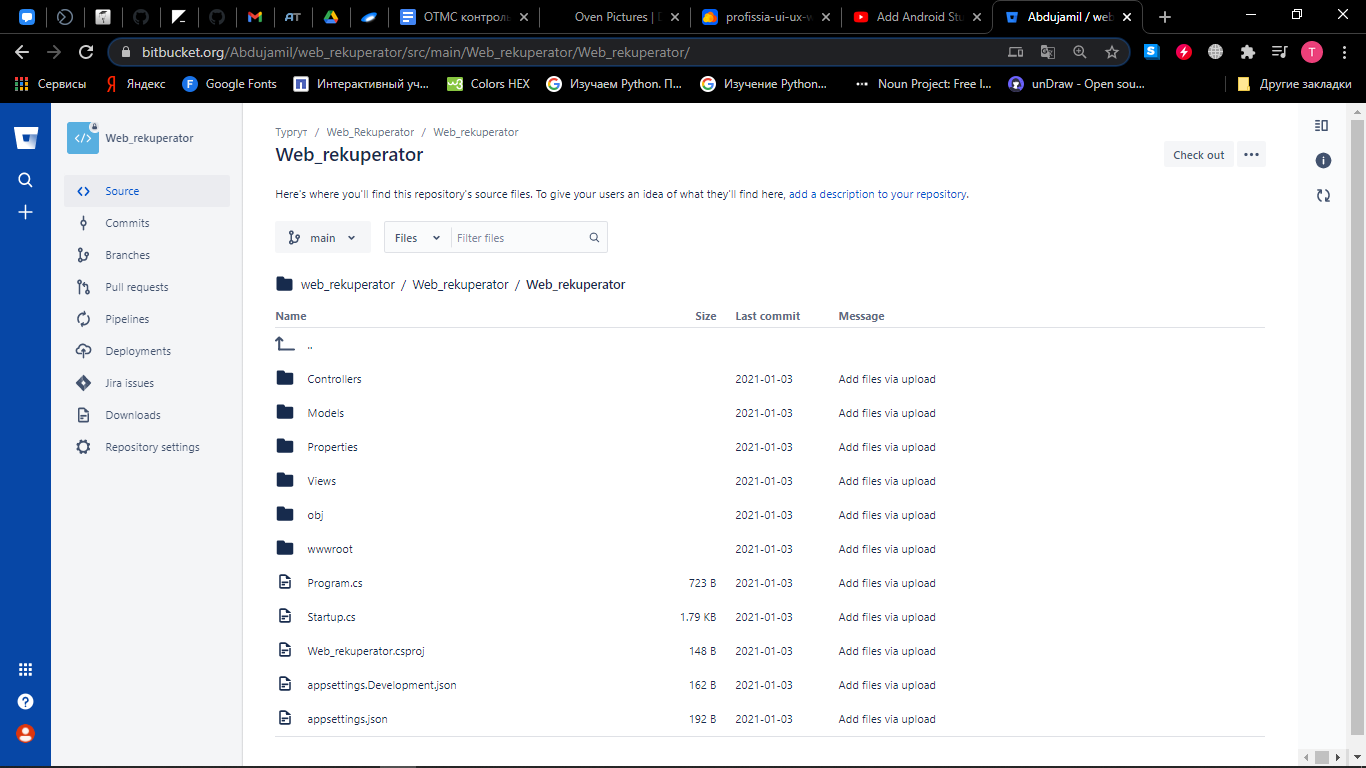 ОТМС контроль
Oven Pictures | D
profissia-ui-ux-w
Add Android Stu
Abdujamil / web
bitbucket.org/Abdujamil/web_rekuperator/src/main/Web_rekuperator/Web_rekuperator/
Сервисы
Яндекс
Google Fonts
Интерактивный уч...
Colors HEX
Изучаем Python. П...
Изучение Python...
Noun Project: Free I...
unDraw - Open sou...
Другие закладки
Web_rekuperator
Source
Commits
Branches
Pull requests
Pipelines
Deployments
Jira issues
Downloads
Repository settings
Тургут / Web_Rekuperator / Web_rekuperator
Web_rekuperator
Check out
Here's where you'll find this repository's source files. To give your users an idea of what they'll find here, add a description to your repository.
main
Files
Filter files
web_rekuperator / Web_rekuperator / Web_rekuperator
Name Size Last commit Message
..
Controllers 2021-01-03 Add files via upload
Models 2021-01-03 Add files via upload
Properties 2021-01-03 Add files via upload
Views 2021-01-03 Add files via upload
obj 2021-01-03 Add files via upload
wwwroot 2021-01-03 Add files via upload
Program.cs 723 B 2021-01-03 Add files via upload
Startup.cs 1.79 KB 2021-01-03 Add files via upload
Web_rekuperator.csproj 148 B 2021-01-03 Add files via upload
appsettings.Development.json 162 B 2021-01-03 Add files via upload
appsettings.json 192 B 2021-01-03 Add files via upload